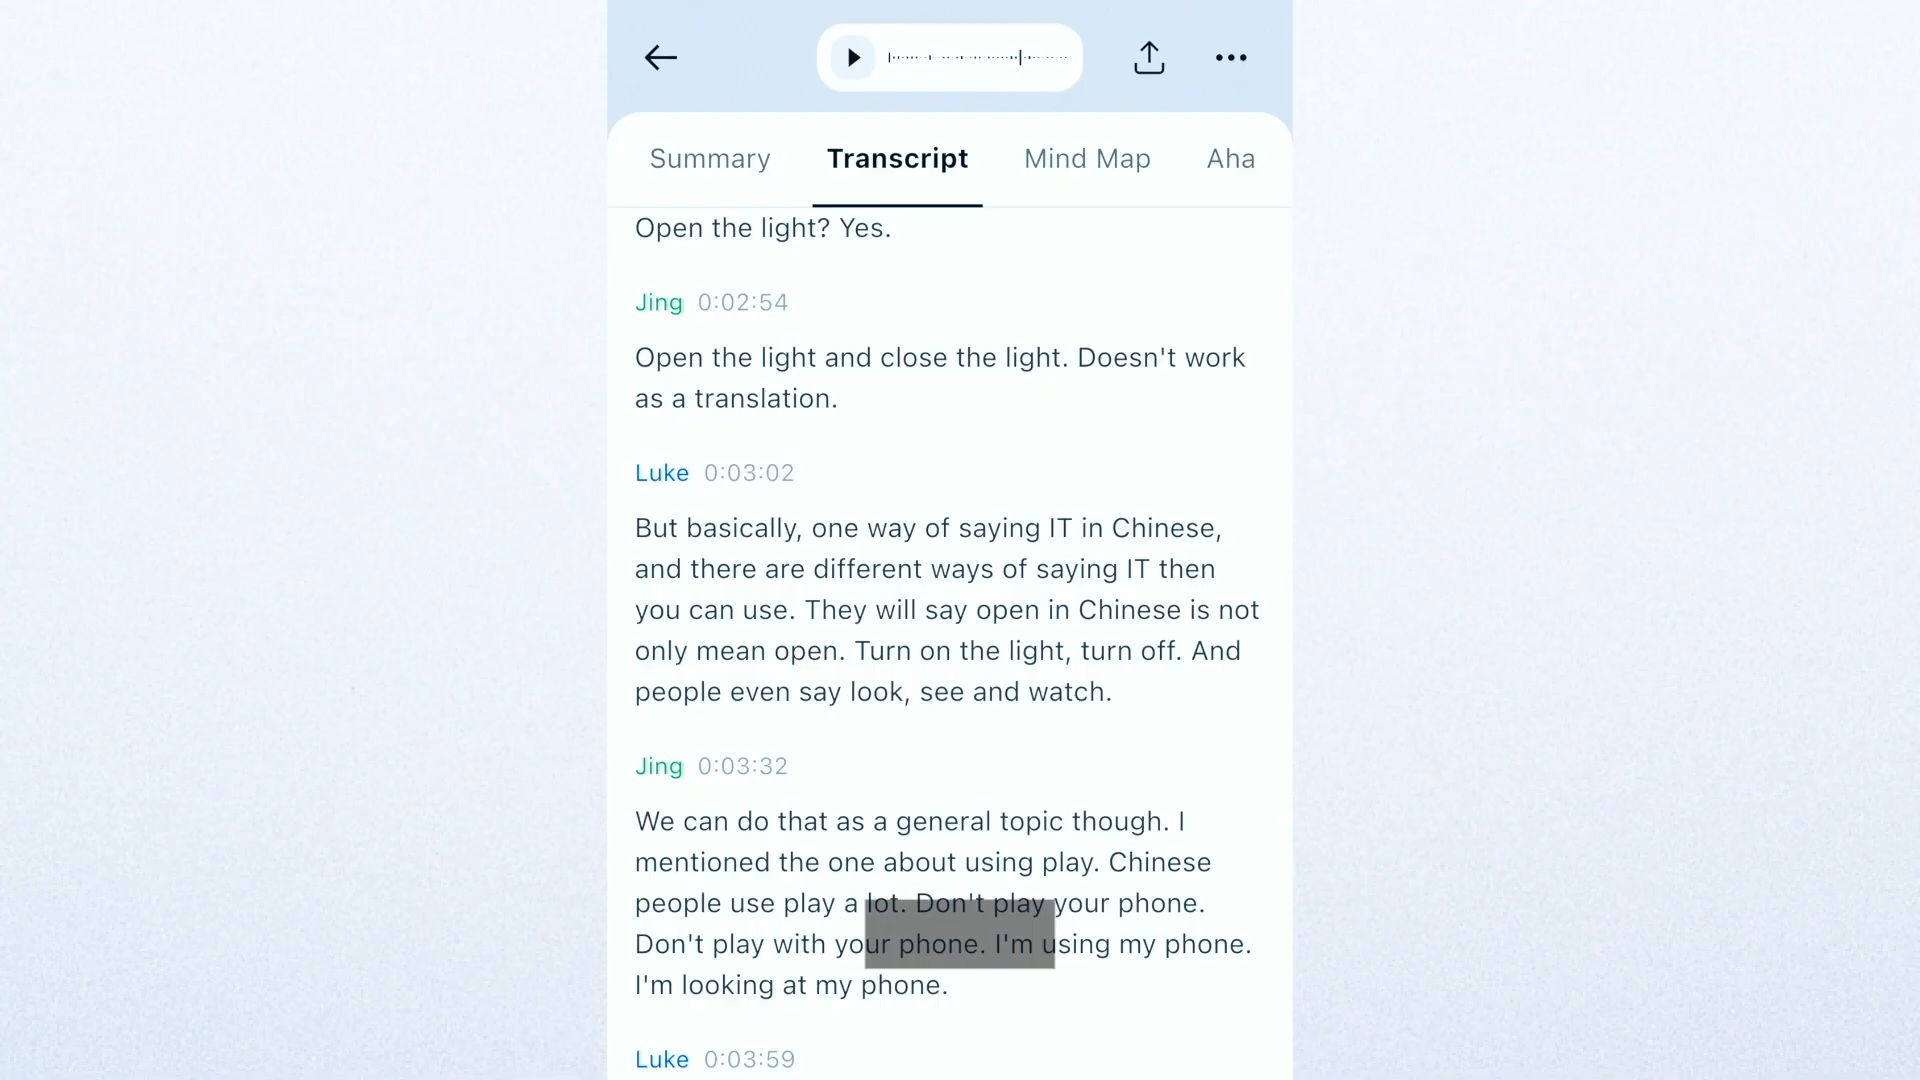 Summary Transcript Mind Map Aha
Open the light? Yes.
Jing 0:02:54
Open the light and close the light. Doesn't work
as a translation.
Luke 0:03:02
But basically, one way of saying IT in Chinese,
and there are different ways of saying IT then
you can use. They will say open in Chinese is not
only mean open. Turn on the light, turn off. And
people even say look, see and watch.
Jing 0:03:32
We can do that as a general topic though. I
mentioned the one about using play. Chinese
people use play a lot. Don't play your phone.
Don't play with your phone. I'm using my phone.
I'm looking at my phone.
Luke 0:03:59